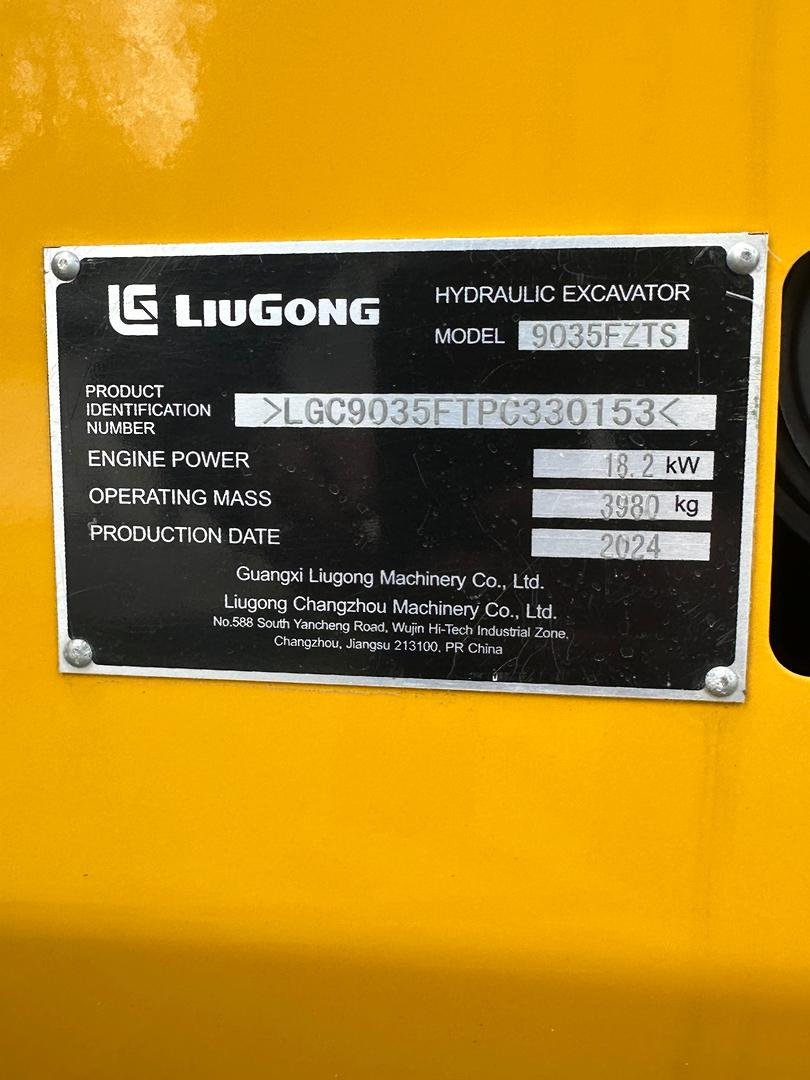 LG LIUGONG
HYDRAULIC EXCAVATOR
MODEL 9035FZTS
PRODUCT
IDENTIFICATION
NUMBER
>LGC9035FTPC330153<
ENGINE POWER 18.2 kW
OPERATING MASS 3980 kg
PRODUCTION DATE 2024
Guangxi Liugong Machinery Co., Ltd.
Liugong Changzhou Machinery Co., Ltd.
No.588 South Yancheng Road, Wujin Hi-Tech Industrial Zone,
Changzhou, Jiangsu 213100, PR China